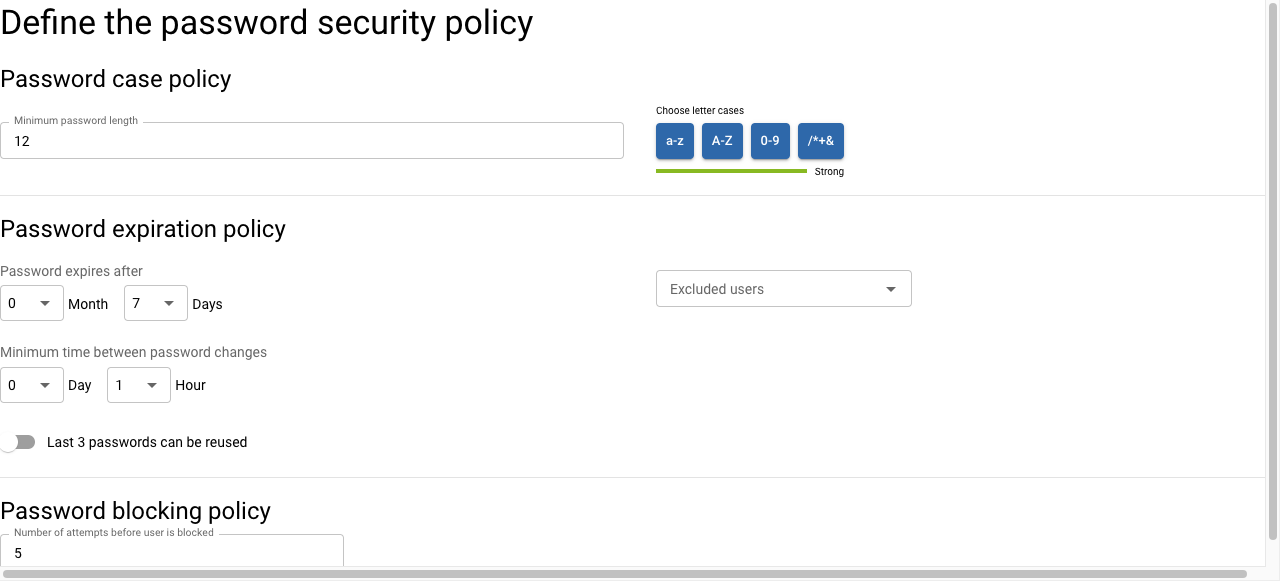 Define the password security policy
Password case policy
Minimum password length
12
Choose letter cases
a-z A-Z 0-9 /*+&
Strong
Password expiration policy
Password expires after
0 Month 7 Days
Excluded users
Minimum time between password changes
0 Day 1 Hour
Last 3 passwords can be reused
Password blocking policy
Number of attempts before user is blocked
5